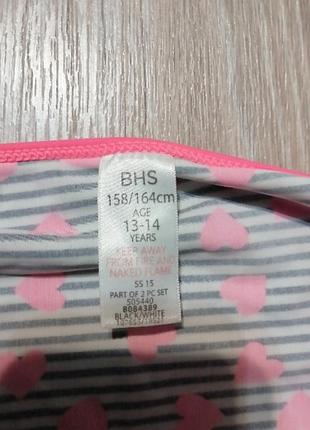 BHS
158/164cm
AGE
13-14
YEARS
KEEP AWAY
FROM FIRE AND
NAKED FLAME
SS 15
PART OF 2 PC SET
505440
8084389
BLACK/WHITE